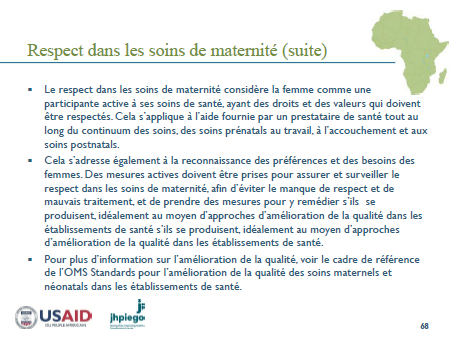 Respect dans les soins de maternité (suite)
▪ Le respect dans les soins de maternité considère la femme comme une
participante active à ses soins de santé, ayant des droits et des valeurs qui doivent
être respectés. Cela s'applique à l'aide fournie par un prestataire de santé tout au
long du continuum des soins, des soins prénatals au travail, à l'accouchement et aux
soins postnatals.
▪ Cela s'adresse également à la reconnaissance des préférences et des besoins des
femmes. Des mesures actives doivent être prises pour assurer et surveiller le
respect dans les soins de maternité, afin d'éviter le manque de respect et de
mauvais traitement, et de prendre des mesures pour y remédier s'ils se
produisent, idéalement au moyen d'approches d'amélioration de la qualité dans les
établissements de santé s'ils se produisent, idéalement au moyen d'approches
d'amélioration de la qualité dans les établissements de santé.
▪ Pour plus d'information sur l'amélioration de la qualité, voir le cadre de référence
de l'OMS Standards pour l'amélioration de la qualité des soins maternels et
néonatals dans les établissements de santé.
USAID
jhpiego
68